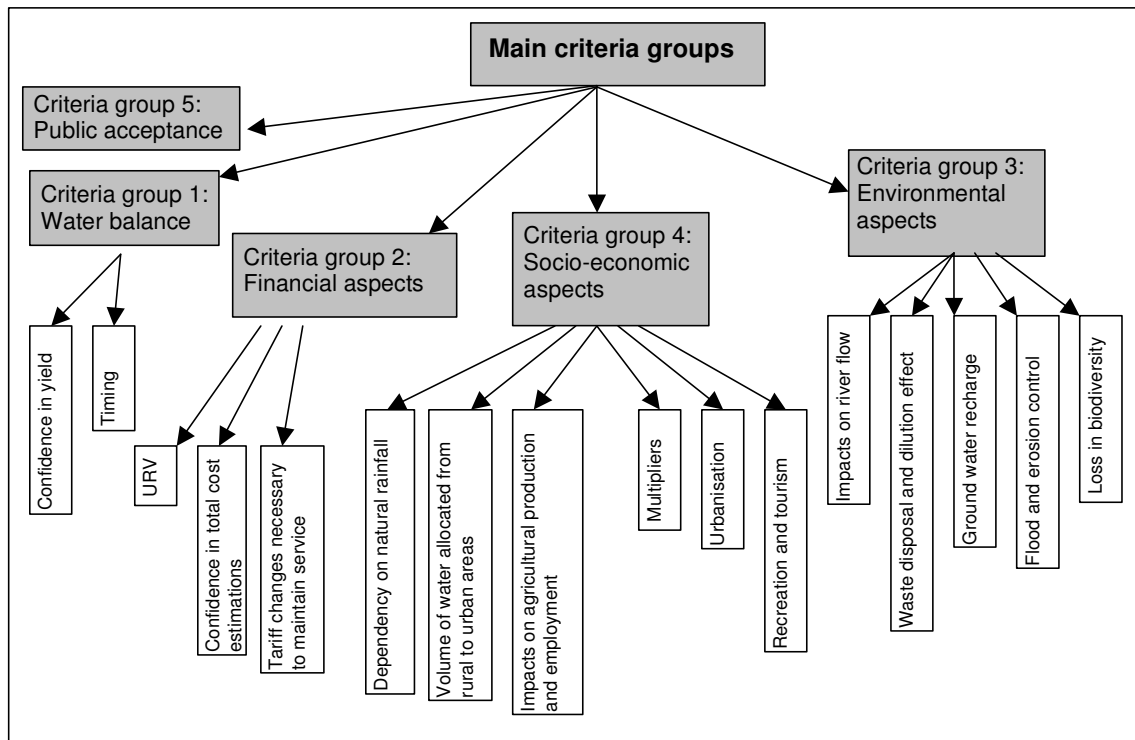 Main criteria groups
Criteria group 5:
Public acceptance
Criteria group 1:
Water balance
Criteria group 2:
Financial aspects
Criteria group 4:
Socio-economic
aspects
Criteria group 3:
Environmental
aspects
Confidence in yield
Timing
URV
Confidence in total cost
estimations
Tariff changes necessary
to maintain service
Dependency on natural rainfall
Volume of water allocated from
rural to urban areas
Impacts on agricultural production
and employment
Multipliers
Urbanisation
Recreation and tourism
Impacts on river flow
Waste disposal and dilution effect
Ground water recharge
Flood and erosion control
Loss in biodiversity